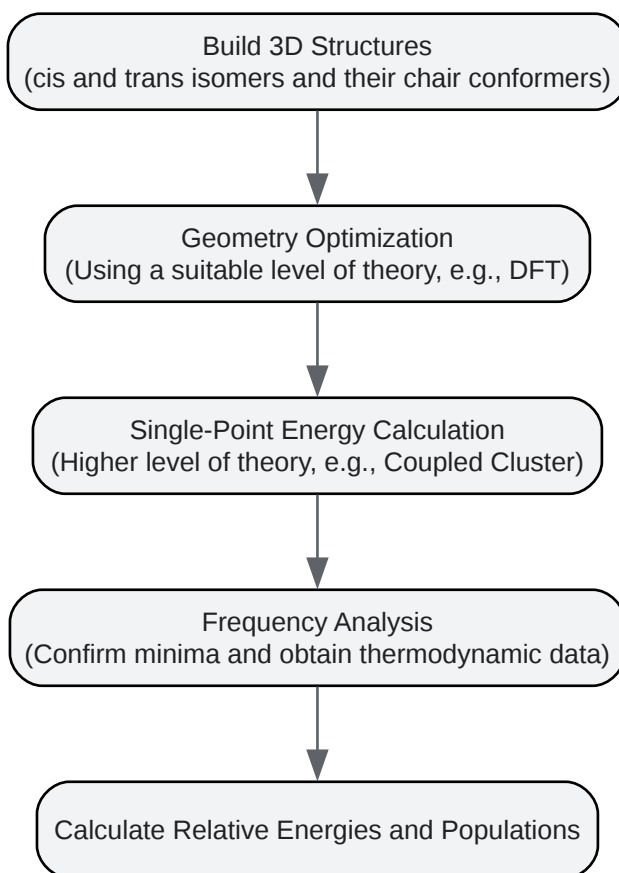 Build 3D Structures
(cis and trans isomers and their chair conformers)
Geometry Optimization
(Using a suitable level of theory, e.g., DFT)
Single-Point Energy Calculation
(Higher level of theory, e.g., Coupled Cluster)
Frequency Analysis
(Confirm minima and obtain thermodynamic data)
Calculate Relative Energies and Populations